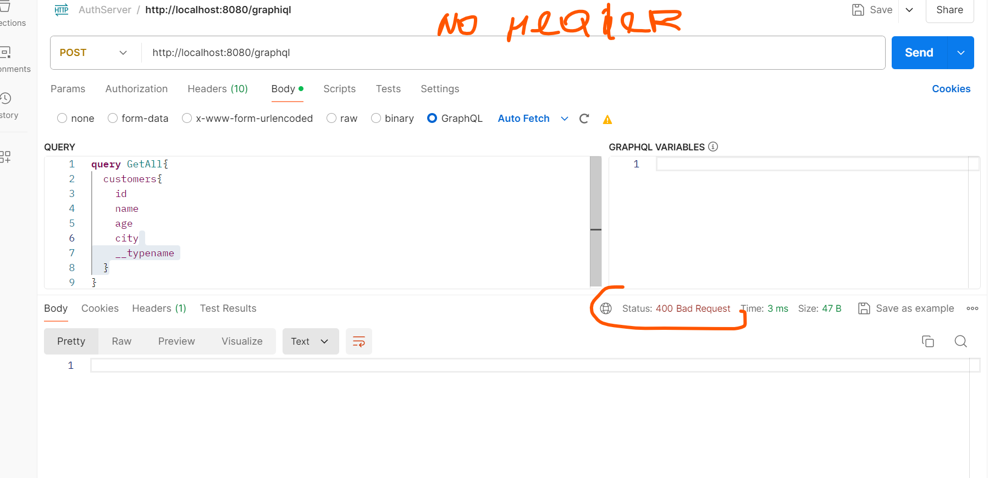 AuthServer / http://localhost:8080/graphiql
Save
Share
ections
POST http://localhost:8080/graphql
Send
onments
Params Authorization Headers (10) Body Scripts Tests Settings Cookies
story
none form-data x-www-form-urlencoded raw binary GraphQL Auto Fetch
QUERY
1 query GetAll{
2 customers{
3 id
4 name
5 age
6 city
7 __typename
8 }
9 }
GRAPHQL VARIABLES
1
Body Cookies Headers (1) Test Results
Status: 400 Bad Request Time: 3 ms Size: 47 B Save as example
Pretty Raw Preview Visualize Text
1